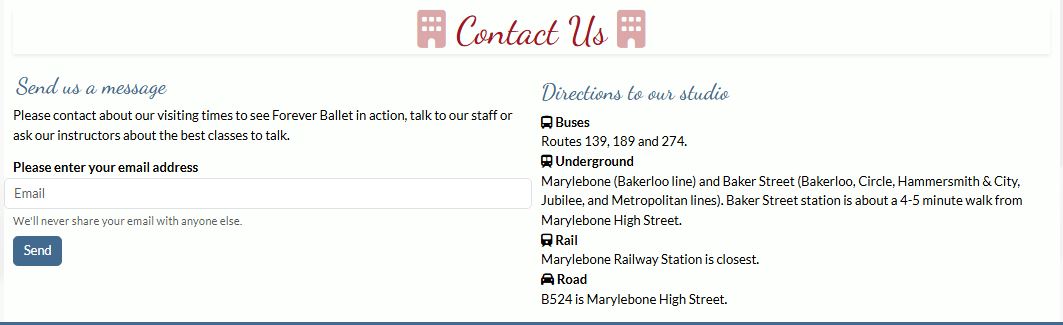 Contact Us
Send us a message
Please contact about our visiting times to see Forever Ballet in action, talk to our staff or
ask our instructors about the best classes to talk.
Please enter your email address
Email
We'll never share your email with anyone else.
Send
Directions to our studio
Buses
Routes 139, 189 and 274.
Underground
Marylebone (Bakerloo line) and Baker Street (Bakerloo, Circle, Hammersmith & City,
Jubilee, and Metropolitan lines). Baker Street station is about a 4-5 minute walk from
Marylebone High Street.
Rail
Marylebone Railway Station is closest.
Road
B524 is Marylebone High Street.